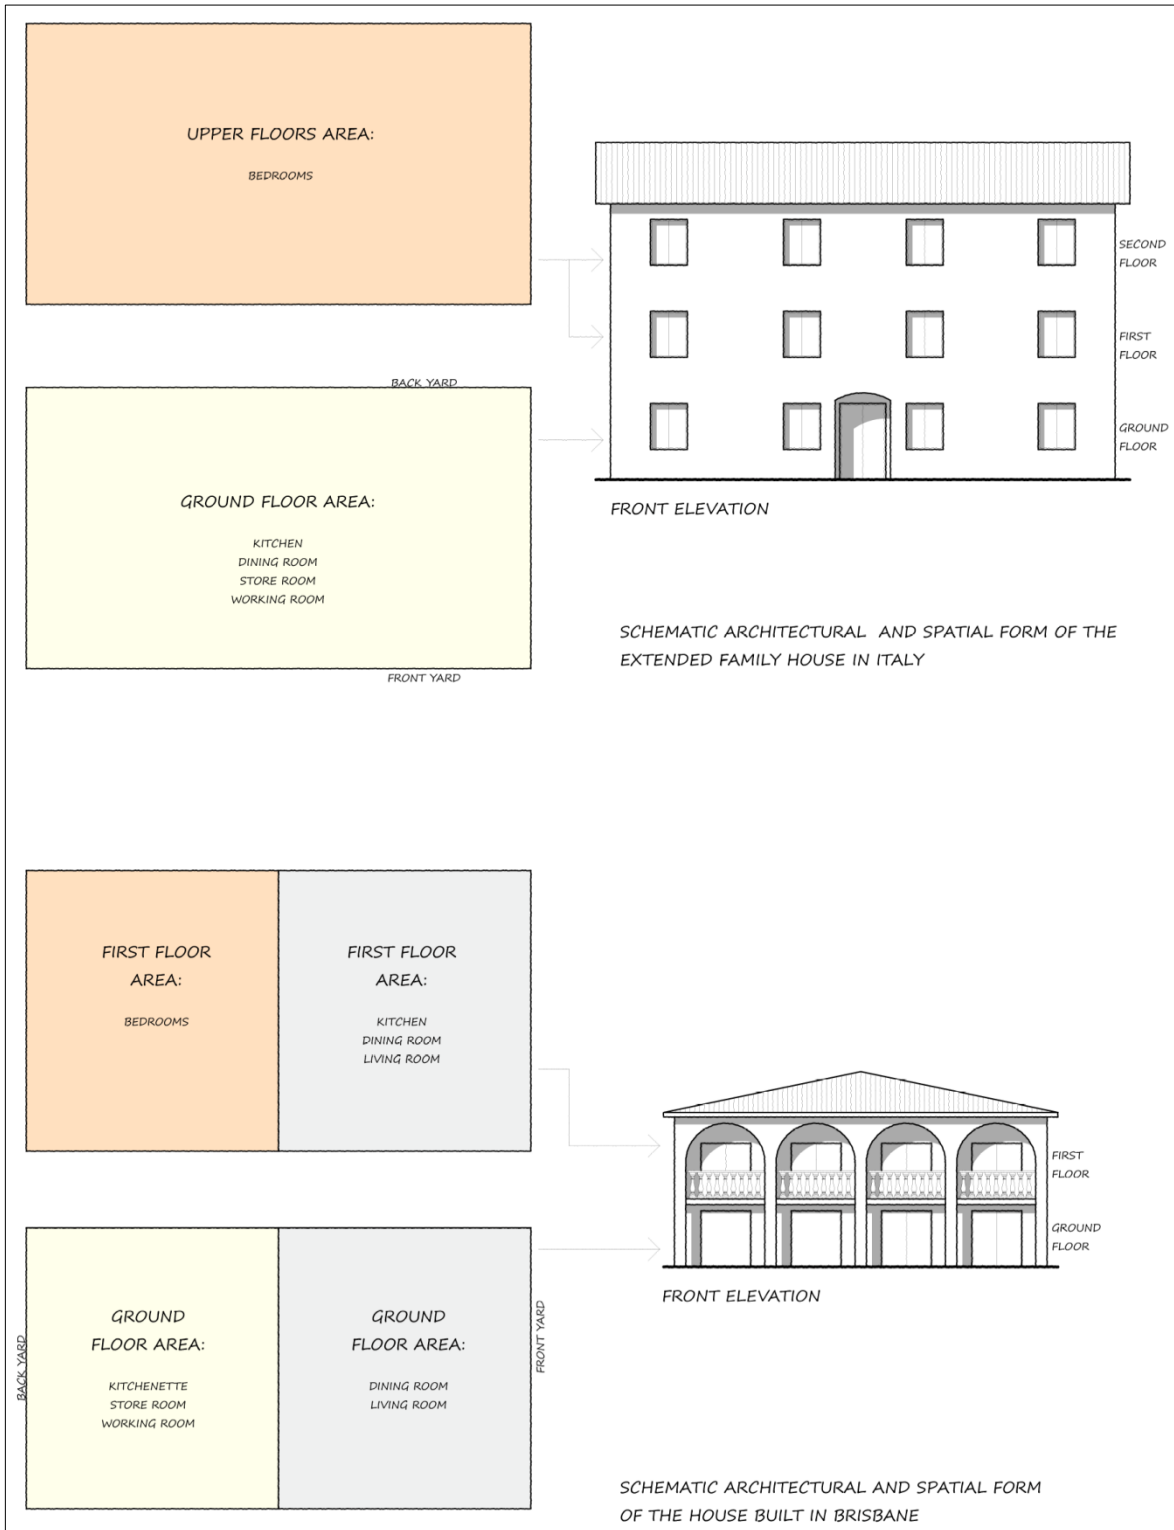 UPPER FLOORS AREA:
BEDROOMS
SECOND
FLOOR
FIRST
FLOOR
GROUND
FLOOR
BACK YARD
GROUND FLOOR AREA:
KITCHEN
DINING ROOM
STORE ROOM
WORKING ROOM
FRONT YARD
FRONT ELEVATION
SCHEMATIC ARCHITECTURAL AND SPATIAL FORM OF THE
EXTENDED FAMILY HOUSE IN ITALY
FIRST FLOOR
AREA:
BEDROOMS
FIRST FLOOR
AREA:
KITCHEN
DINING ROOM
LIVING ROOM
FIRST
FLOOR
GROUND
FLOOR
FRONT ELEVATION
BACK YARD
GROUND
FLOOR AREA:
KITCHENETTE
STORE ROOM
WORKING ROOM
GROUND
FLOOR AREA:
DINING ROOM
LIVING ROOM
FRONT YARD
SCHEMATIC ARCHITECTURAL AND SPATIAL FORM
OF THE HOUSE BUILT IN BRISBANE